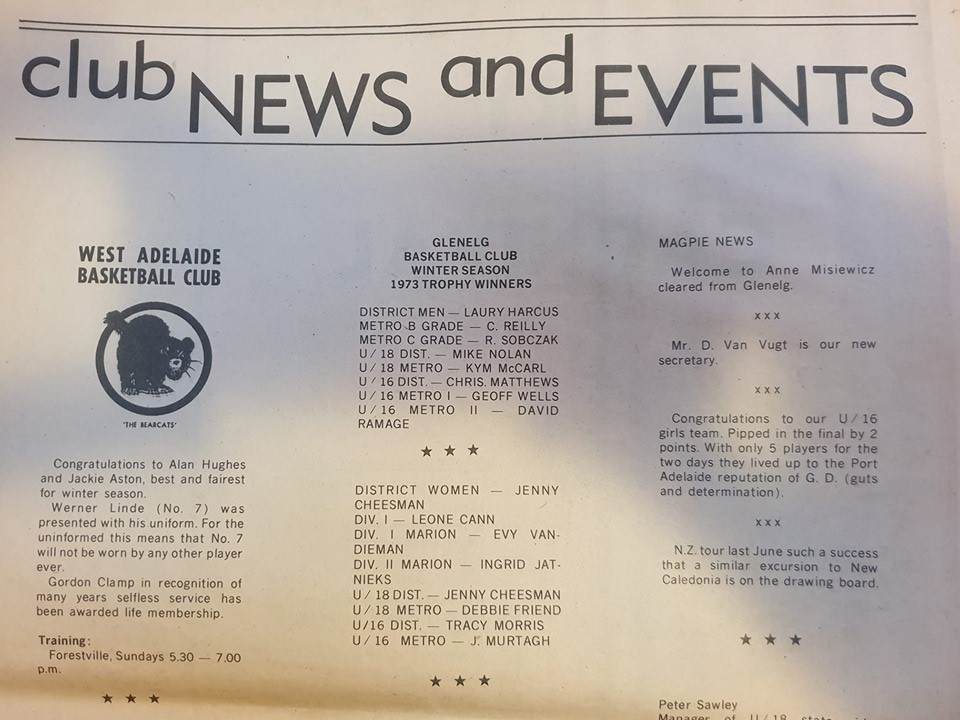 club NEWS and EVENTS
WEST ADELAIDE
BASKETBALL CLUB
'THE BEARCATS'
Congratulations to Alan Hughes
and Jackie Aston, best and fairest
for winter season.
Werner Linde (No. 7) was
presented with his uniform. For the
uninformed this means that No. 7
will not be worn by any other player
ever.
Gordon Clamp in recognition of
many years selfless service has
been awarded life membership.
Training:
Forestville, Sundays 5.30 — 7.00
p.m.
★ ★ ★
GLENELG
BASKETBALL CLUB
WINTER SEASON
1973 TROPHY WINNERS
DISTRICT MEN — LAURY HARCUS
METRO B GRADE — C. REILLY
METRO C GRADE — R. SOBCZAK
U/18 DIST. — MIKE NOLAN
U/18 METRO — KYM McCARL
U/16 DIST. — CHRIS. MATTHEWS
U/16 METRO I — GEOFF WELLS
U/16 METRO II — DAVID
RAMAGE
★ ★ ★
DISTRICT WOMEN — JENNY
CHEESMAN
DIV. I — LEONE CANN
DIV. I MARION — EVY VAN-
DIEMAN
DIV. II MARION — INGRID JAT-
NIEKS
U/18 DIST. — JENNY CHEESMAN
U/18 METRO — DEBBIE FRIEND
U/16 DIST. — TRACY MORRIS
U/16 METRO — J. MURTAGH
★ ★ ★
MAGPIE NEWS
Welcome to Anne Misiewicz
cleared from Glenelg.
x x x
Mr. D. Van Vugt is our new
secretary.
x x x
Congratulations to our U/16
girls team. Pipped in the final by 2
points. With only 5 players for the
two days they lived up to the Port
Adelaide reputation of G. D. (guts
and determination).
x x x
N.Z. tour last June such a success
that a similar excursion to New
Caledonia is on the drawing board.
★ ★ ★
Peter Sawley
Manager of U/18 state